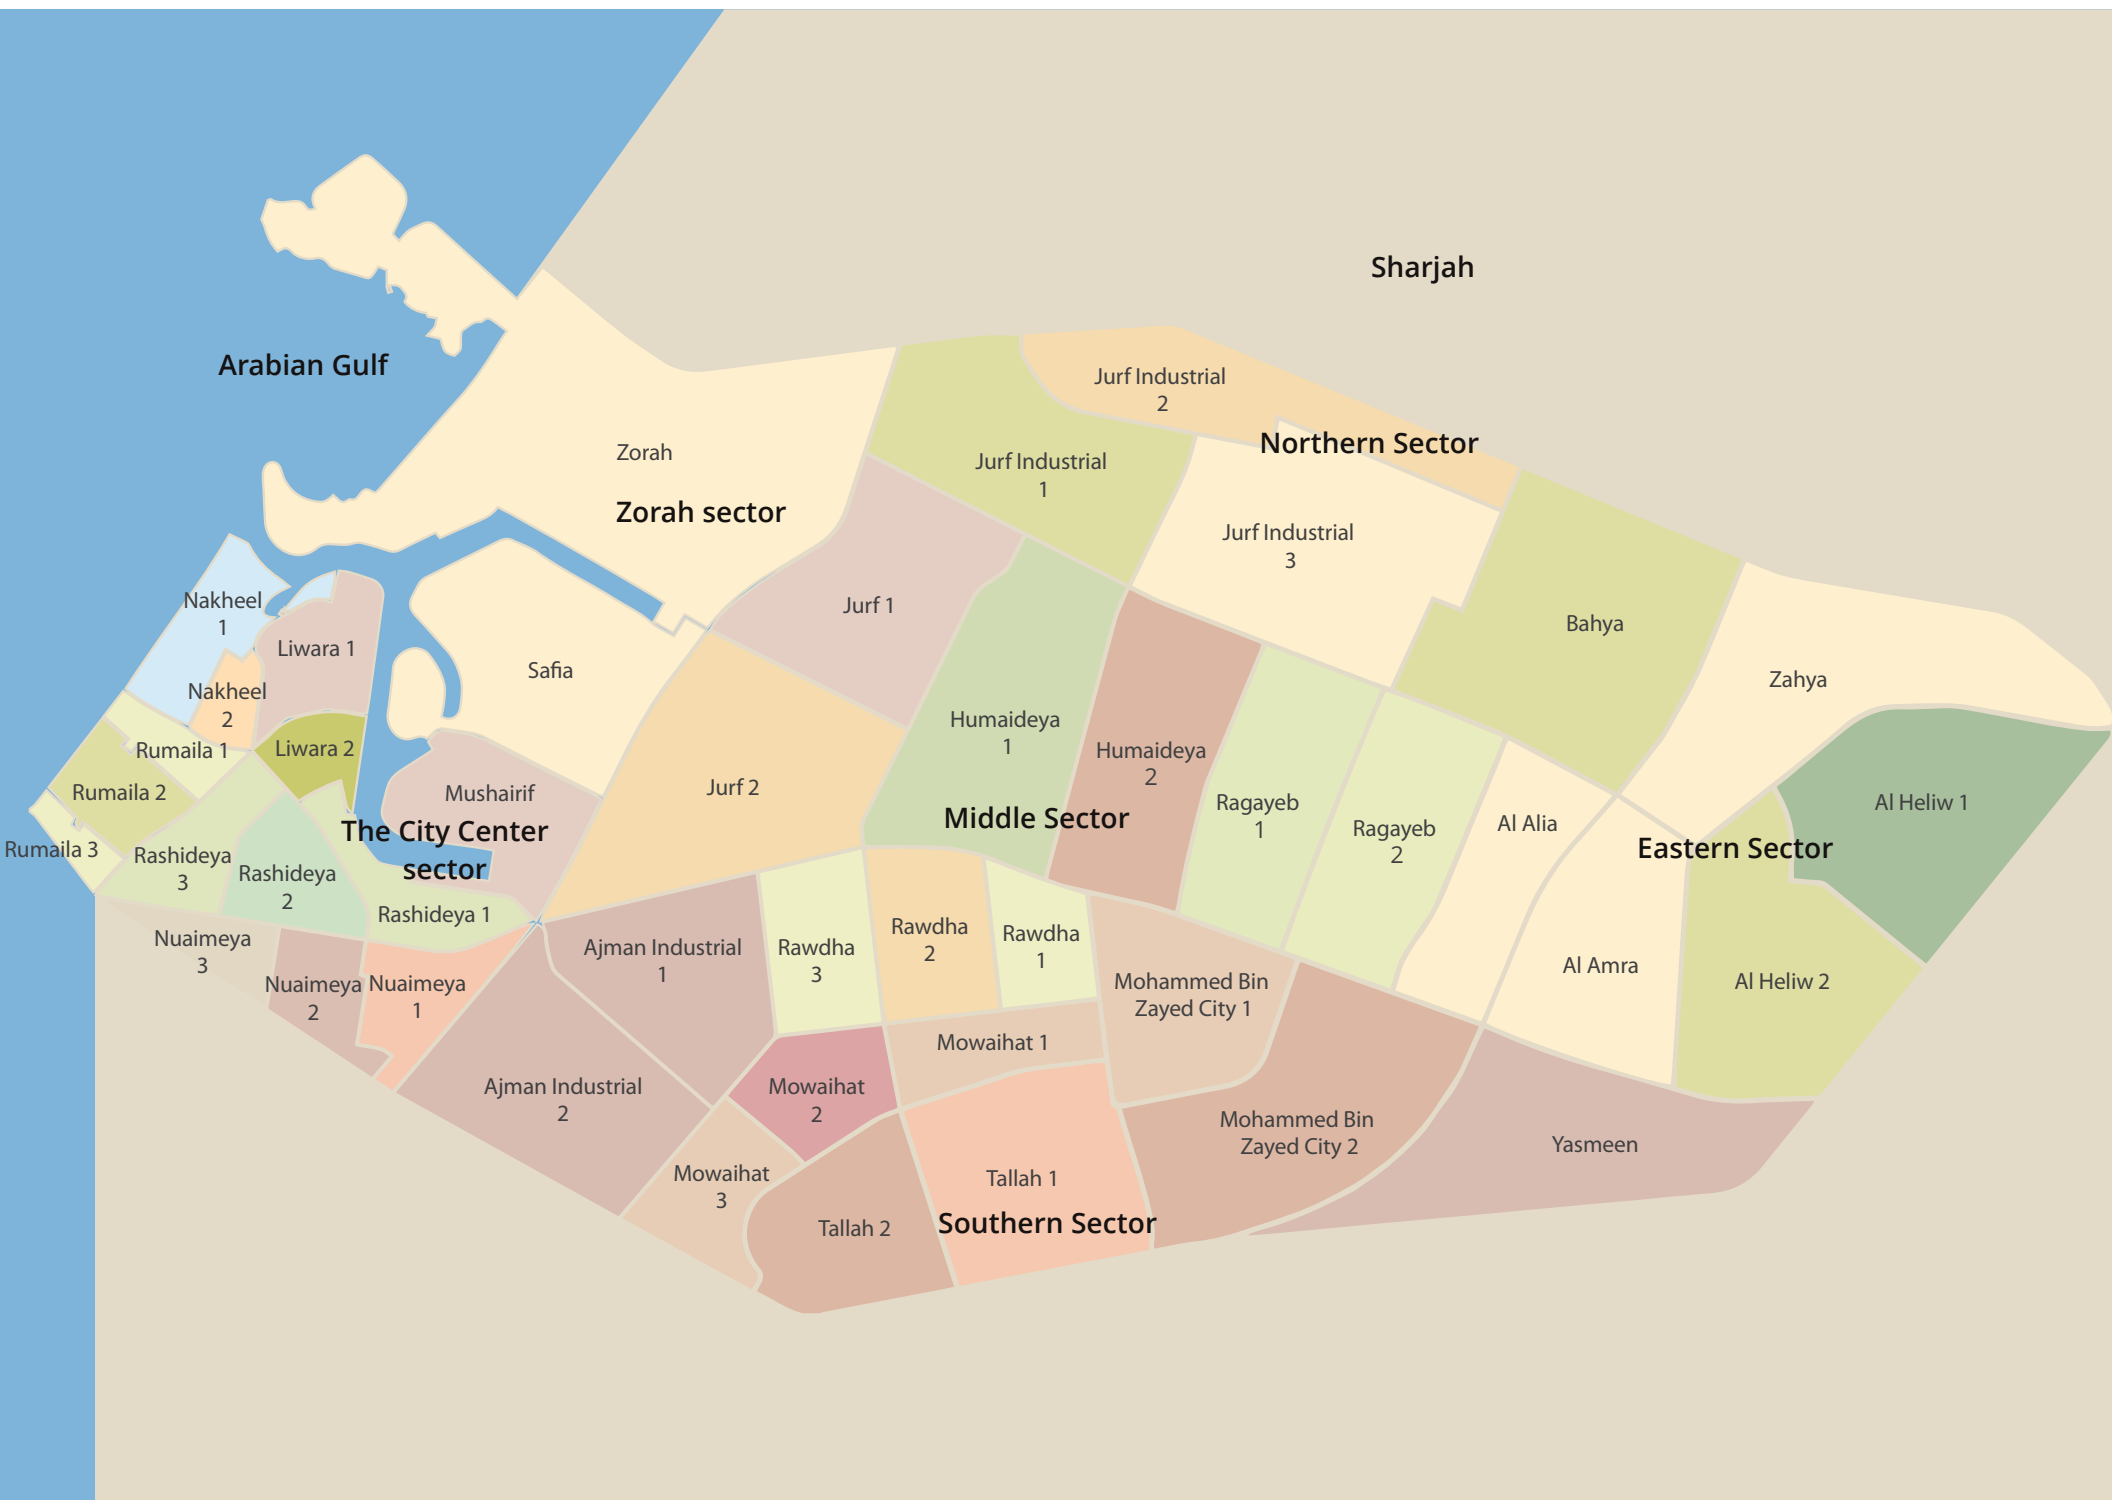 Sharjah
Arabian Gulf
Jurf Industrial
2
Northern Sector
Zorah
Jurf Industrial
1
Zorah sector
Jurf Industrial
3
Nakheel
1
Jurf 1
Bahya
Liwara 1
Safia
Zahya
Nakheel
2
Humaideya
1
Rumaila 1
Liwara 2
Humaideya
2
Rumaila 2
Mushairif
Jurf 2
Ragayeb
1
Al Heliw 1
The City Center
sector
Middle Sector
Ragayeb
2
Al Alia
Eastern Sector
Rumaila 3
Rashideya
3
Rashideya
2
Rashideya 1
Nuaimeya
3
Ajman Industrial
1
Rawdha
3
Rawdha
2
Rawdha
1
Al Amra
Al Heliw 2
Nuaimeya
2
Nuaimeya
1
Mohammed Bin
Zayed City 1
Mowaihat 1
Ajman Industrial
2
Mowaihat
2
Mohammed Bin
Zayed City 2
Yasmeen
Mowaihat
3
Tallah 1
Tallah 2
Southern Sector